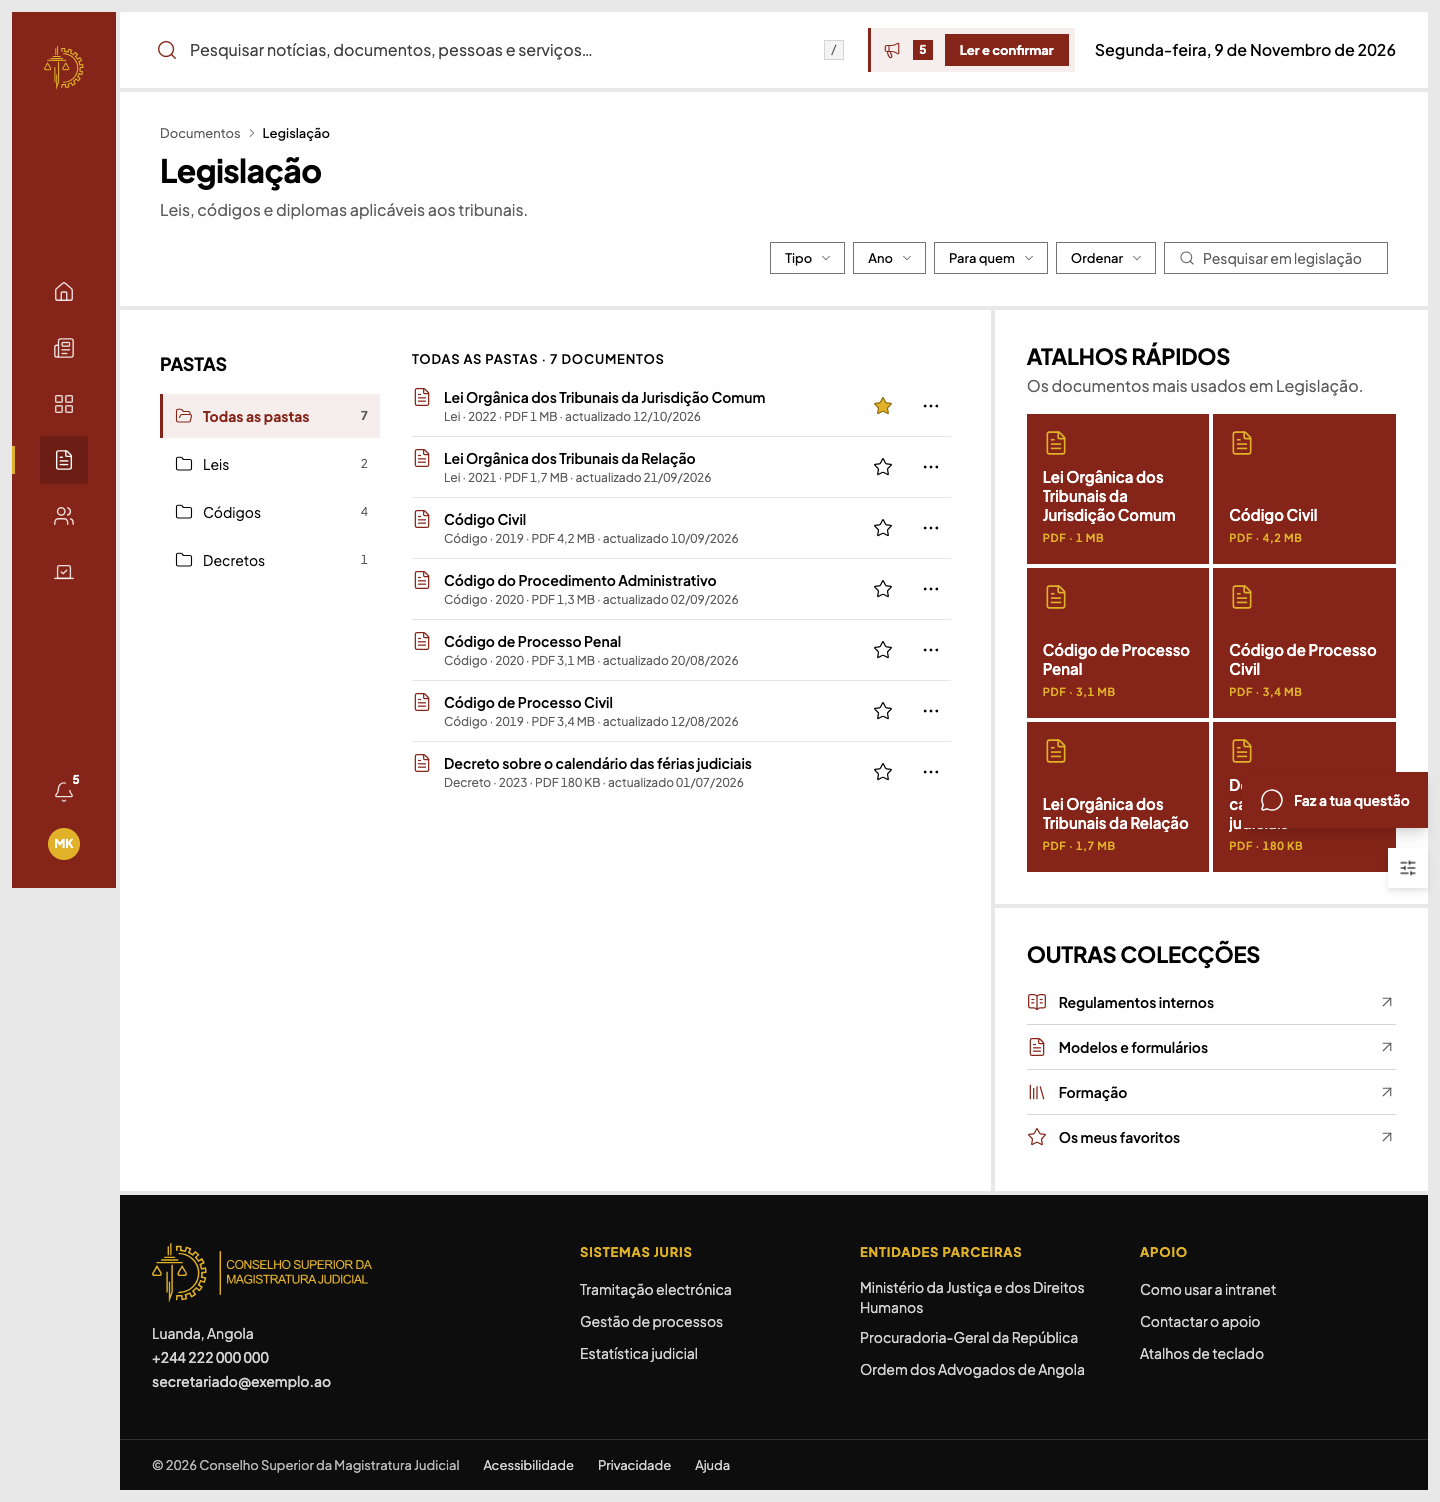 Pesquisar notícias, documentos, pessoas e serviços...
/
5
Ler e confirmar
Segunda-feira, 9 de Novembro de 2026
Documentos
Legislação
Legislação
Leis, códigos e diplomas aplicáveis aos tribunais.
Tipo
Ano
Para quem
Ordenar
Pesquisar em legislação
PASTAS
Todas as pastas 7
Leis 2
Códigos 4
Decretos 1
TODAS AS PASTAS · 7 DOCUMENTOS
Lei Orgânica dos Tribunais da Jurisdição Comum
Lei · 2022 · PDF 1 MB · actualizado 12/10/2026
Lei Orgânica dos Tribunais da Relação
Lei · 2021 · PDF 1,7 MB · actualizado 21/09/2026
Código Civil
Código · 2019 · PDF 4,2 MB · actualizado 10/09/2026
Código do Procedimento Administrativo
Código · 2020 · PDF 1,3 MB · actualizado 02/09/2026
Código de Processo Penal
Código · 2020 · PDF 3,1 MB · actualizado 20/08/2026
Código de Processo Civil
Código · 2019 · PDF 3,4 MB · actualizado 12/08/2026
Decreto sobre o calendário das férias judiciais
Decreto · 2023 · PDF 180 KB · actualizado 01/07/2026
ATALHOS RÁPIDOS
Os documentos mais usados em Legislação.
Lei Orgânica dos
Tribunais da
Jurisdição Comum
PDF · 1 MB
Código Civil
PDF · 4,2 MB
Código de Processo
Penal
PDF · 3,1 MB
Código de Processo
Civil
PDF · 3,4 MB
Lei Orgânica dos
Tribunais da Relação
PDF · 1,7 MB
PDF · 180 KB
Faz a tua questão
OUTRAS COLECÇÕES
Regulamentos internos
Modelos e formulários
Formação
Os meus favoritos
5
MK
CONSELHO SUPERIOR DA
MAGISTRATURA JUDICIAL
Luanda, Angola
+244 222 000 000
secretariado@exemplo.ao
SISTEMAS JURIS
Tramitação electrónica
Gestão de processos
Estatística judicial
ENTIDADES PARCEIRAS
Ministério da Justiça e dos Direitos
Humanos
Procuradoria-Geral da República
Ordem dos Advogados de Angola
APOIO
Como usar a intranet
Contactar o apoio
Atalhos de teclado
© 2026 Conselho Superior da Magistratura Judicial
Acessibilidade
Privacidade
Ajuda